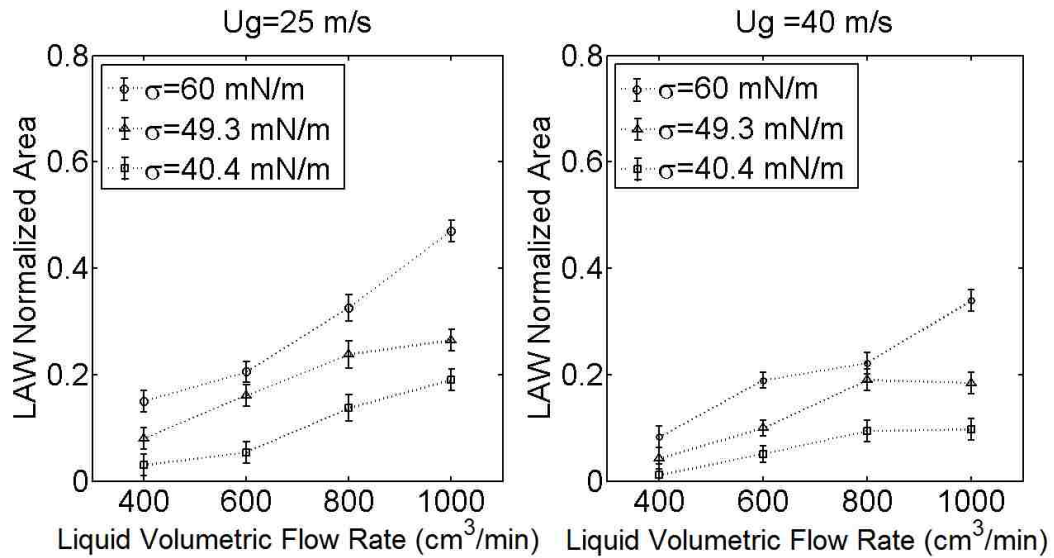 Ug=25 m/s
0.8
0.6
0.4
0.2
0
LAW Normalized Area
σ=60 mN/m
σ=49.3 mN/m
σ=40.4 mN/m
400 600 800 1000
Liquid Volumetric Flow Rate (cm³/min)
Ug =40 m/s
0.8
0.6
0.4
0.2
0
LAW Normalized Area
σ=60 mN/m
σ=49.3 mN/m
σ=40.4 mN/m
400 600 800 1000
Liquid Volumetric Flow Rate (cm³/min)